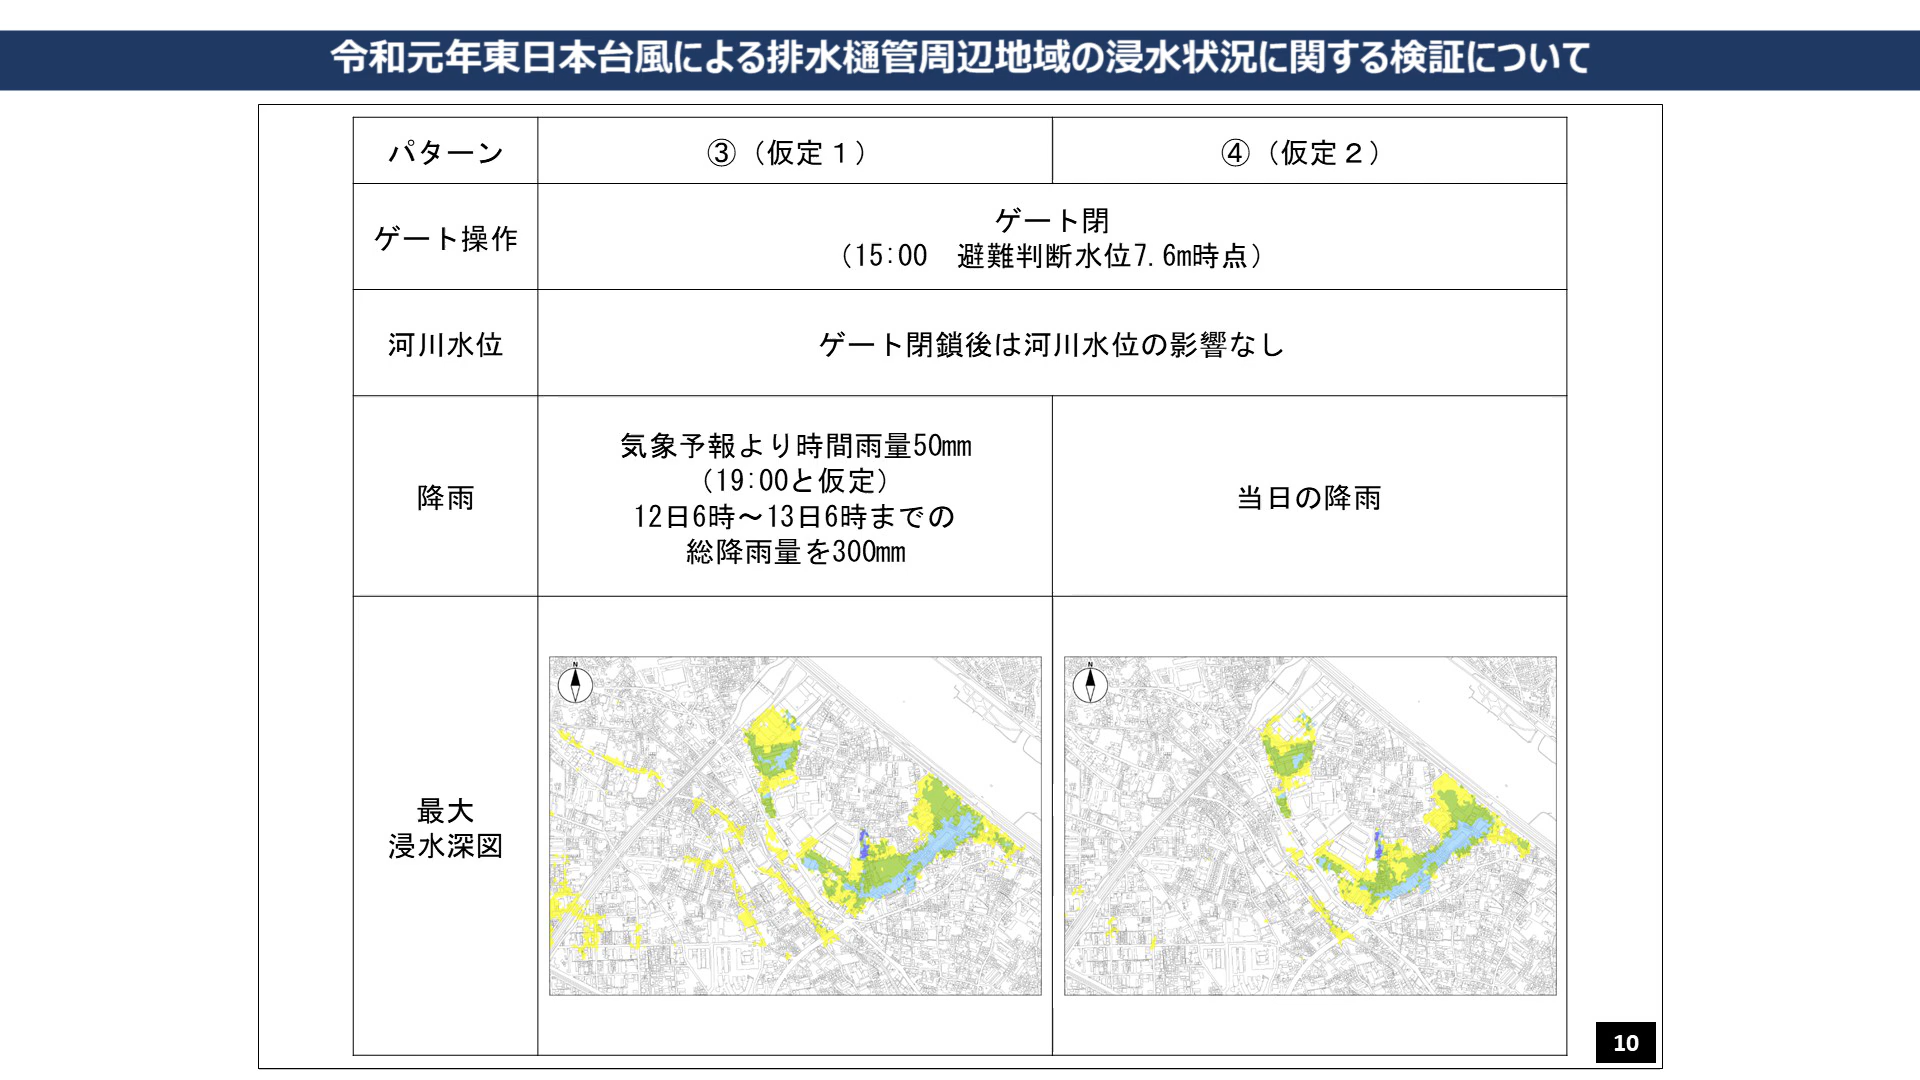 令和元年東日本台風による排水樋管周辺地域の浸水状況に関する検証について
パターン
③（仮定１）
④（仮定２）
ゲート操作
ゲート閉
（15:00　避難判断水位7.6m時点）
河川水位
ゲート閉鎖後は河川水位の影響なし
降雨
気象予報より時間雨量50mm
（19:00と仮定）
12日6時～13日6時までの
総降雨量を300mm
当日の降雨
最大
浸水深図
N
N
10